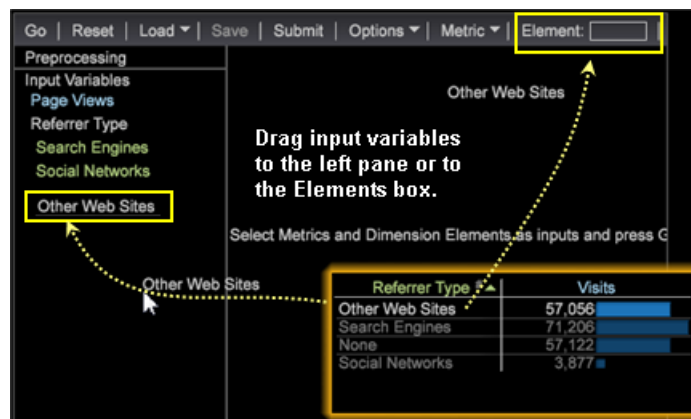 Go | Reset | Load ▾ | Save | Submit | Options ▾ | Metric ▾ | Element:
Preprocessing
Input Variables
Page Views
Referrer Type
Search Engines
Social Networks
Other Web Sites
Other Web Sites
Drag input variables
to the left pane or to
the Elements box.
Select Metrics and Dimension Elements as inputs and press G
Other Web Sites
Referrer Type Visits
Other Web Sites 57,056
Search Engines 71,206
None 57,122
Social Networks 3,877